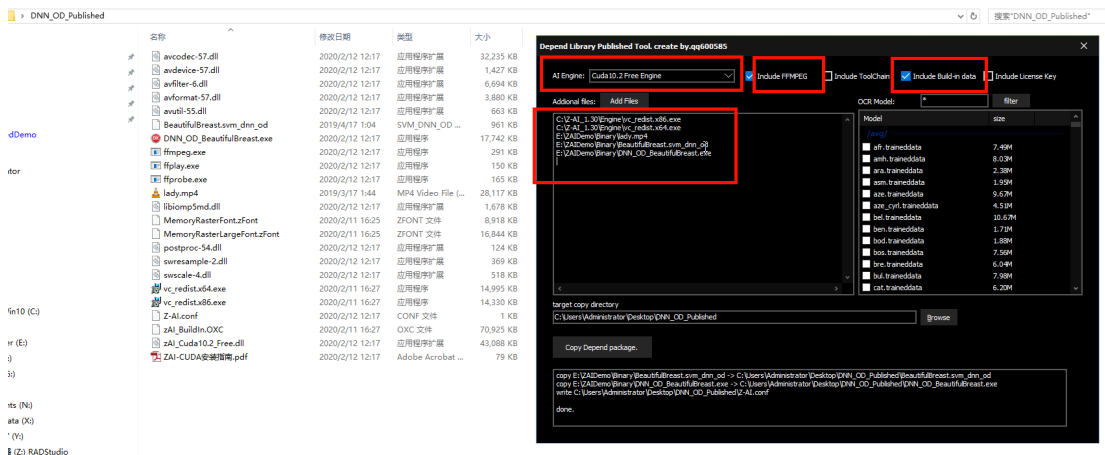 DNN_OD_Published
搜索"DNN_OD_Published"
名称 修改日期 类型 大小
avcodec-57.dll 2020/2/12 12:17 应用程序扩展 32,235 KB
avdevice-57.dll 2020/2/12 12:17 应用程序扩展 1,427 KB
avfilter-6.dll 2020/2/12 12:17 应用程序扩展 6,694 KB
avformat-57.dll 2020/2/12 12:17 应用程序扩展 3,880 KB
avutil-55.dll 2020/2/12 12:17 应用程序扩展 663 KB
BeautifulBreast.svm_dnn_od 2019/4/17 1:04 SVM_DNN_OD ... 961 KB
DNN_OD_BeautifulBreast.exe 2020/2/12 12:17 应用程序 17,742 KB
ffmpeg.exe 2020/2/12 12:17 应用程序 291 KB
ffplay.exe 2020/2/12 12:17 应用程序 150 KB
ffprobe.exe 2020/2/12 12:17 应用程序 165 KB
lady.mp4 2019/3/17 1:44 MP4 Video File (... 28,117 KB
libiomp5md.dll 2020/2/12 12:17 应用程序扩展 1,678 KB
MemoryRasterFont.zFont 2020/2/11 16:25 ZFONT 文件 8,918 KB
MemoryRasterLargeFont.zFont 2020/2/11 16:25 ZFONT 文件 16,844 KB
postproc-54.dll 2020/2/12 12:17 应用程序扩展 124 KB
swresample-2.dll 2020/2/12 12:17 应用程序扩展 369 KB
swscale-4.dll 2020/2/12 12:17 应用程序扩展 518 KB
vc_redist.x64.exe 2020/2/11 16:27 应用程序 14,995 KB
vc_redist.x86.exe 2020/2/11 16:27 应用程序 14,330 KB
Z-AI.conf 2020/2/12 12:17 CONF 文件 1 KB
zAI_BuildIn.OXC 2020/2/11 16:27 OXC 文件 70,925 KB
zAI_Cuda10.2_Free.dll 2020/2/12 12:17 应用程序扩展 43,088 KB
ZAI-CUDA安装指南.pdf 2020/2/12 12:17 Adobe Acrobat ... 79 KB
edDemo
ator
Win10 (C:)
er (E:)
nts (N:)
ata (X:)
(Y:)
(Z:) RADStudio
Depend Library Published Tool. create by.qq600585
AI Engine: Cuda10.2 Free Engine Include FFMPEG Include ToolChain Include Build-in data Include License Key
Addional files: Add Files OCR Model: * filter
C:\Z-AI_1.30\Engine\vc_redist.x86.exe
C:\Z-AI_1.30\Engine\vc_redist.x64.exe
E:\ZAIDemo\Binary\lady.mp4
E:\ZAIDemo\Binary\BeautifulBreast.svm_dnn_od
E:\ZAIDemo\Binary\DNN_OD_BeautifulBreast.exe
Model size
/avg/
afr.traineddata 7.49M
amh.traineddata 8.03M
ara.traineddata 2.38M
asm.traineddata 1.95M
aze.traineddata 9.67M
aze_cyrl.traineddata 4.51M
bel.traineddata 10.67M
ben.traineddata 1.71M
bod.traineddata 1.88M
bos.traineddata 7.56M
bre.traineddata 6.04M
bul.traineddata 7.98M
cat.traineddata 6.20M
target copy directory
C:\Users\Administrator\Desktop\DNN_OD_Published Browse
Copy Depend package.
copy E:\ZAIDemo\Binary\BeautifulBreast.svm_dnn_od -> C:\Users\Administrator\Desktop\DNN_OD_Published\BeautifulBreast.svm_dnn_od
copy E:\ZAIDemo\Binary\DNN_OD_BeautifulBreast.exe -> C:\Users\Administrator\Desktop\DNN_OD_Published\DNN_OD_BeautifulBreast.exe
write C:\Users\Administrator\Desktop\DNN_OD_Published\Z-AI.conf
done.